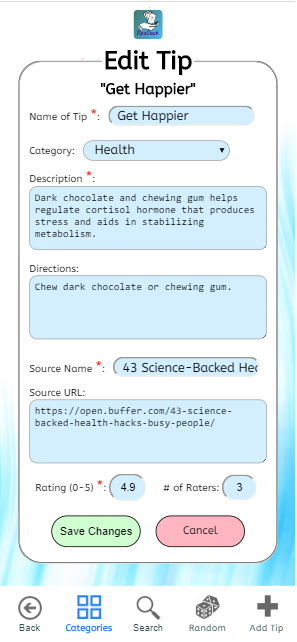 TipsDeck
Edit Tip
"Get Happier"
Name of Tip *: Get Happier
Category: Health
Description *:
Dark chocolate and chewing gum helps
regulate cortisol hormone that produces
stress and aids in stabilizing
metabolism.
Directions:
Chew dark chocolate or chewing gum.
Source Name *: 43 Science-Backed Hea
Source URL:
https://open.buffer.com/43-science-
backed-health-hacks-busy-people/
Rating (0-5) *: 4.9 # of Raters: 3
Save Changes Cancel
Back Categories Search Random Add Tip